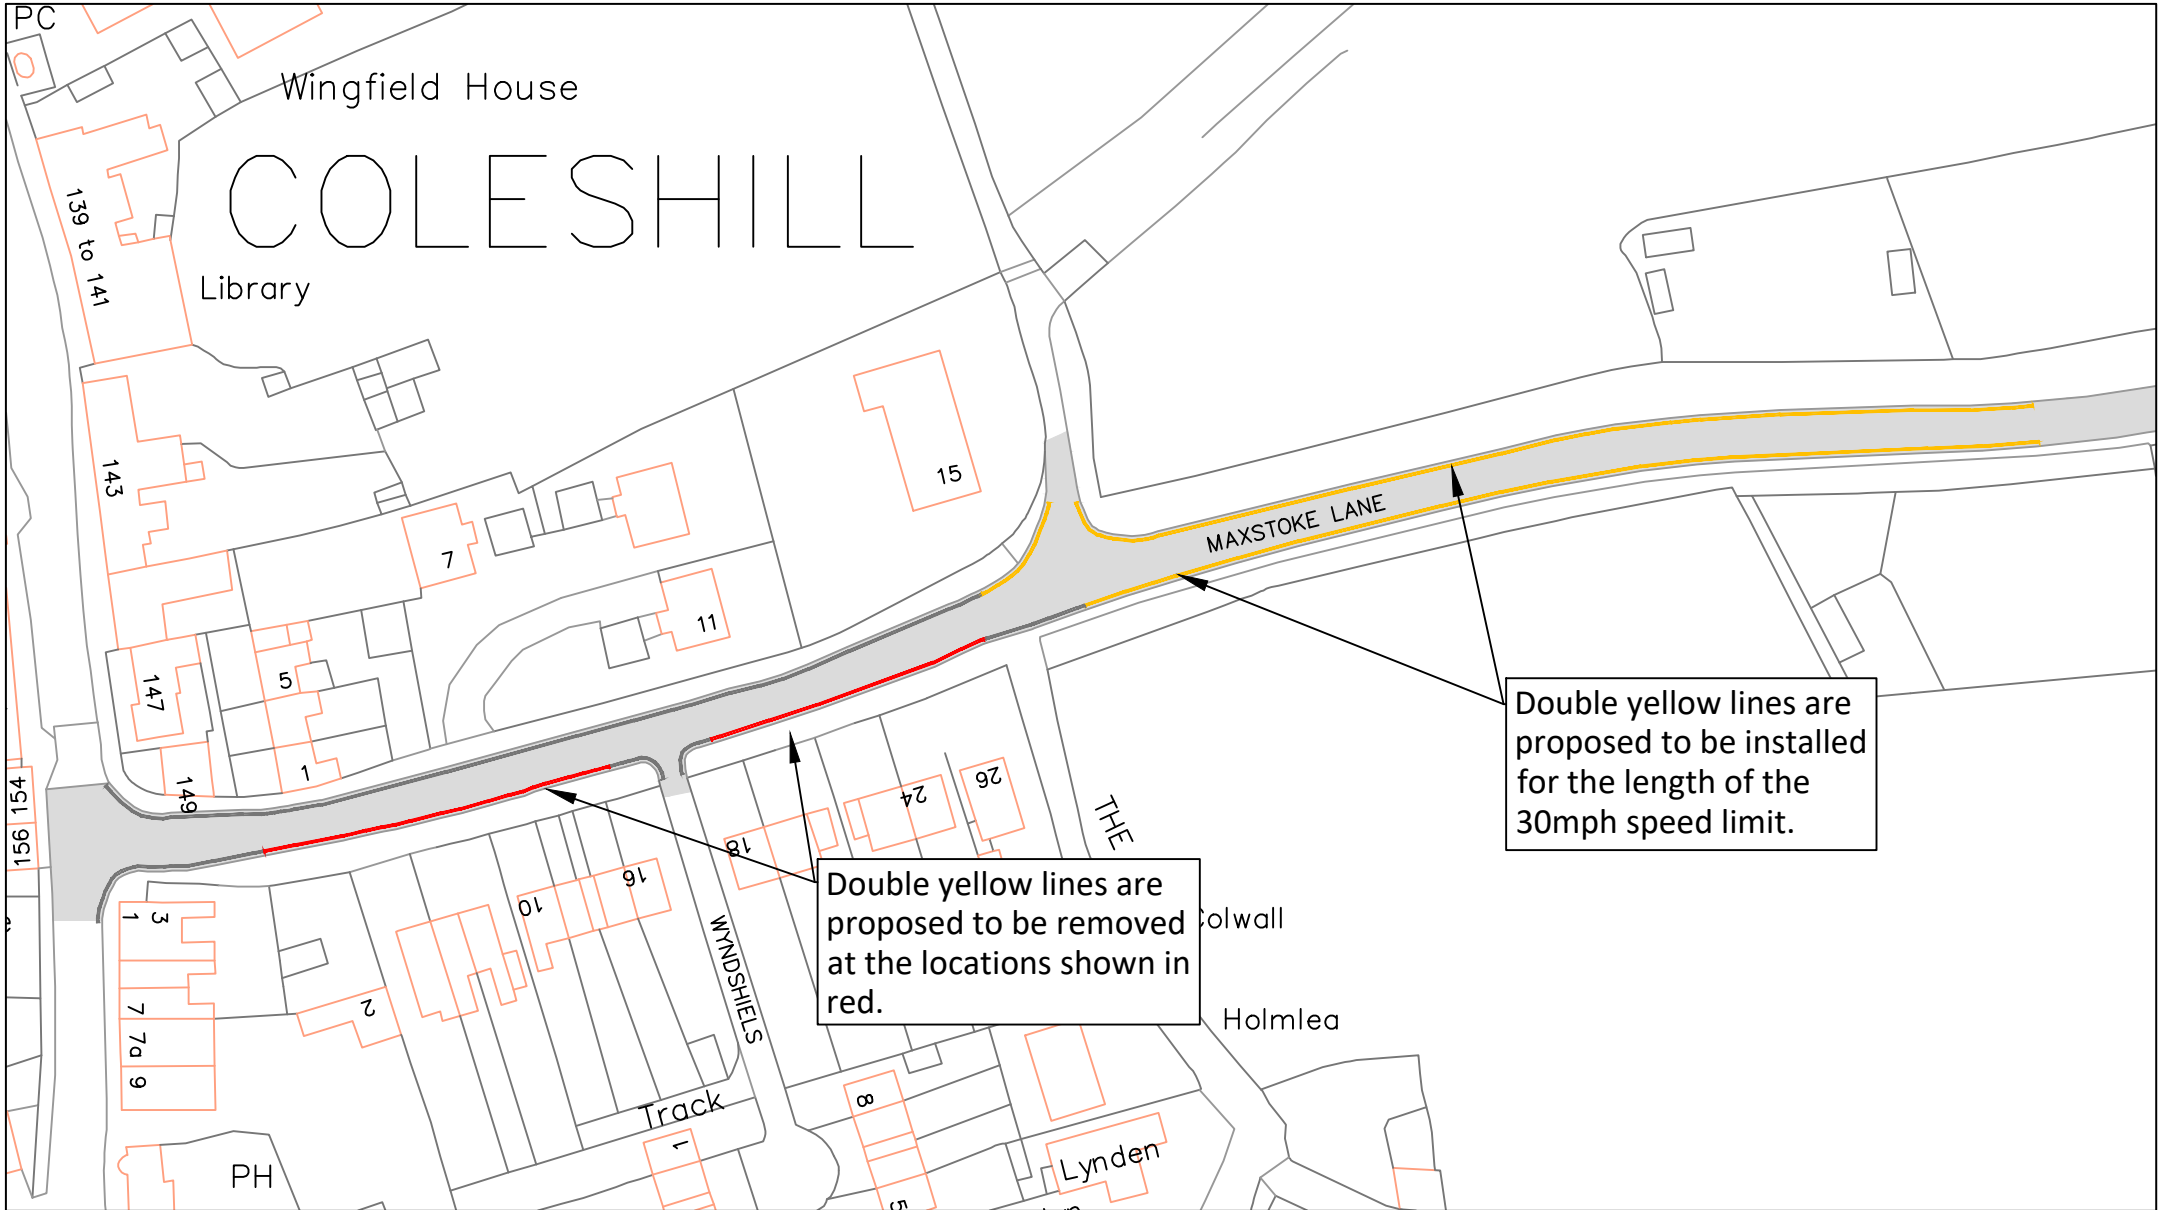 PC
Wingfield House
COLESHILL
139 to 141
Library
143
15
7
11
MAXSTOKE LANE
147
5
1
149
154
156
Double yellow lines are
proposed to be installed
for the length of the
30mph speed limit.
THE
26
24
18
16
10
Double yellow lines are
proposed to be removed
at the locations shown in
red.
1
3
7
7a
9
2
WYNDSHIELS
Colwall
Holmlea
Track
8
1
Lynden
PH
5